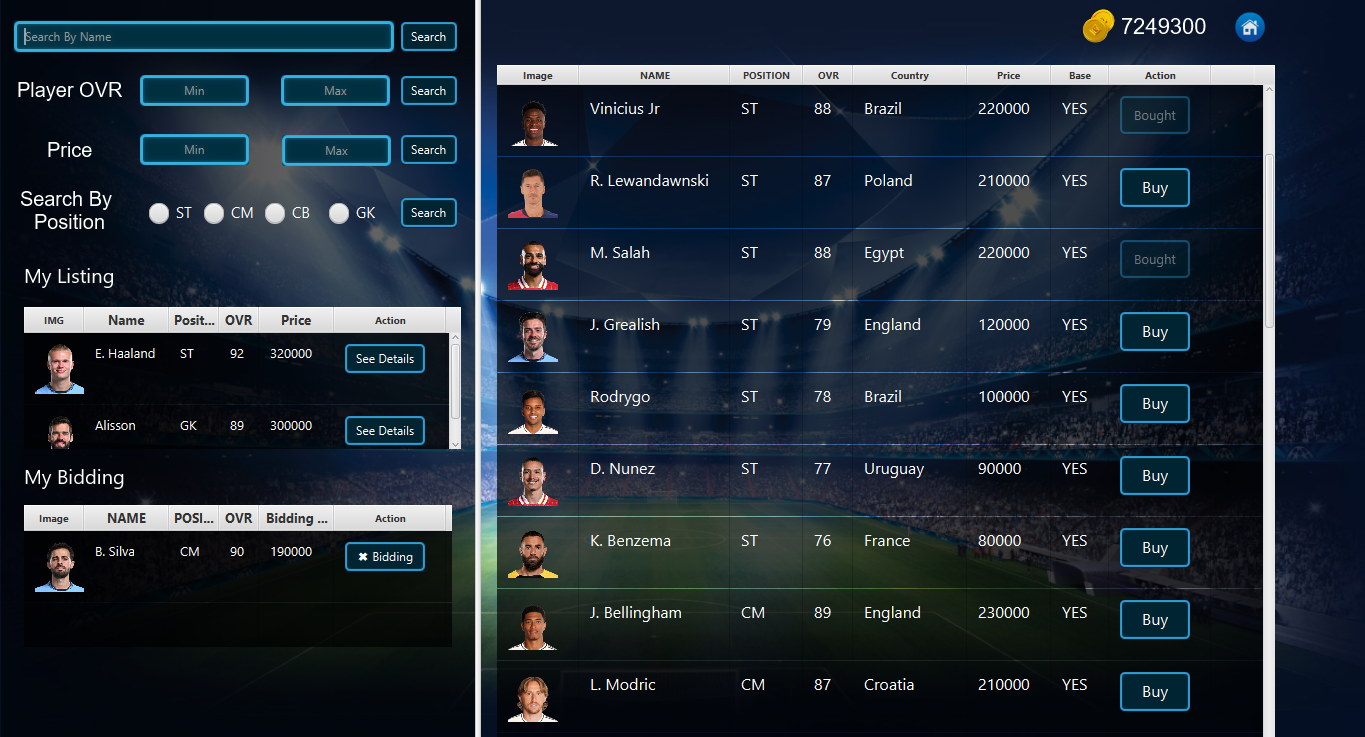 Search By Name Search
Player OVR Min Max Search
Price Min Max Search
Search By
Position
ST CM CB GK Search
My Listing
IMG Name Posit... OVR Price Action
E. Haaland ST 92 320000 See Details
Alisson GK 89 300000 See Details
My Bidding
Image NAME POSI... OVR Bidding ... Action
B. Silva CM 90 190000 ✖ Bidding
7249300
Image NAME POSITION OVR Country Price Base Action
Vinicius Jr ST 88 Brazil 220000 YES Bought
R. Lewandawnski ST 87 Poland 210000 YES Buy
M. Salah ST 88 Egypt 220000 YES Bought
J. Grealish ST 79 England 120000 YES Buy
Rodrygo ST 78 Brazil 100000 YES Buy
D. Nunez ST 77 Uruguay 90000 YES Buy
K. Benzema ST 76 France 80000 YES Buy
J. Bellingham CM 89 England 230000 YES Buy
L. Modric CM 87 Croatia 210000 YES Buy